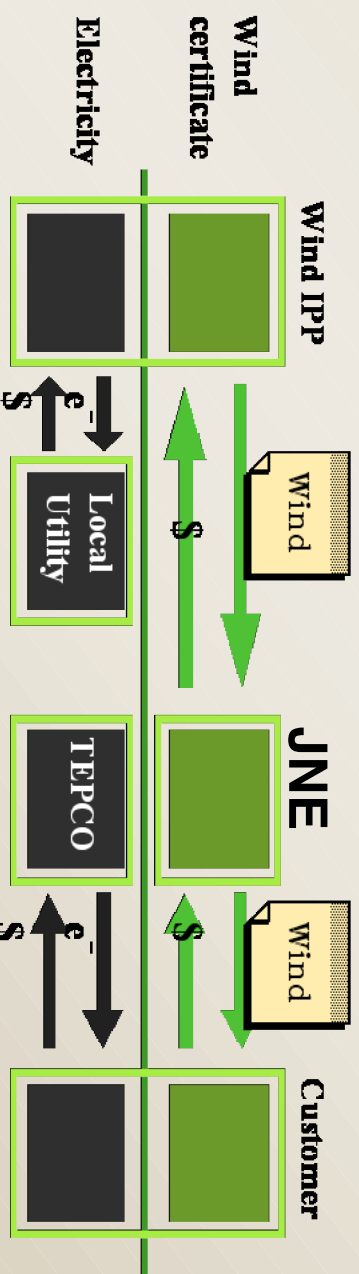 Wind IPP
JNE
Customer
Wind
certificate
Wind
Wind
$
$
Electricity
e-
$
Local
Utility
TEPCO
e-
$